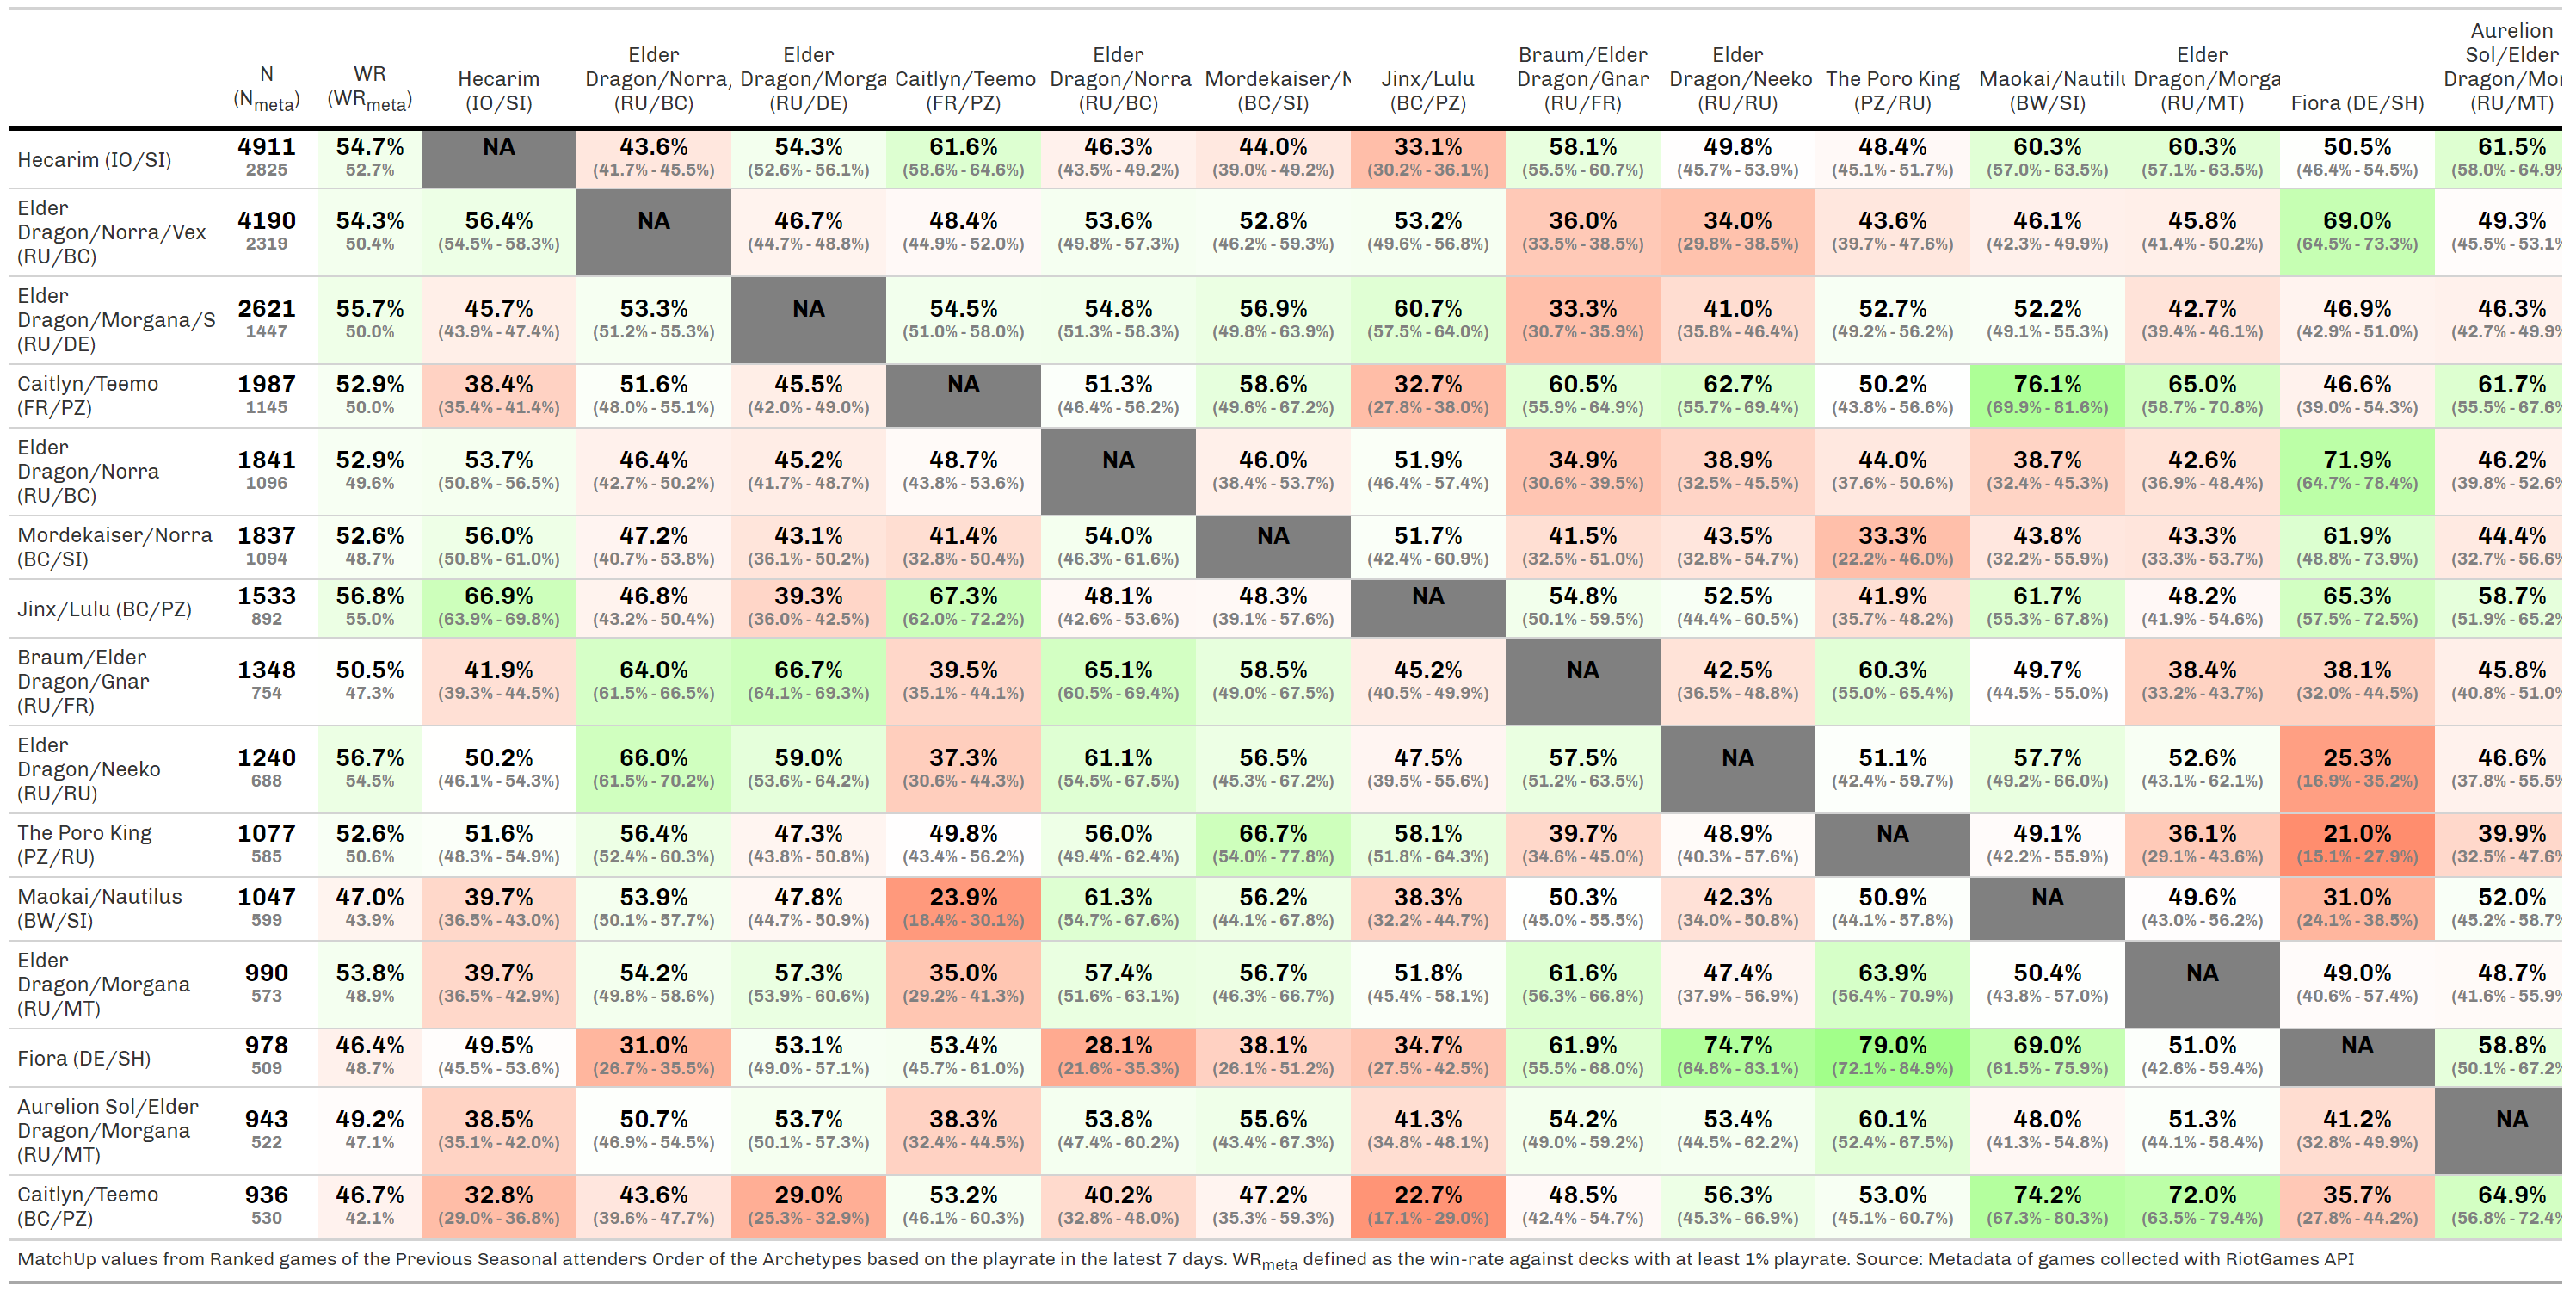 N
(Nmeta)
WR
(WRmeta)
Hecarim
(IO/SI)
Elder
Dragon/Norra,
(RU/BC)
Elder
Dragon/Morga
(RU/DE)
Caitlyn/Teemo
(FR/PZ)
Elder
Dragon/Norra
(RU/BC)
Mordekaiser/N
(BC/SI)
Jinx/Lulu
(BC/PZ)
Braum/Elder
Dragon/Gnar
(RU/FR)
Elder
Dragon/Neeko
(RU/RU)
The Poro King
(PZ/RU)
Maokai/Nautilu
(BW/SI)
Elder
Dragon/Morga
(RU/MT)
Fiora (DE/SH)
Aurelion
Sol/Elder
Dragon/Mor
(RU/MT)
Hecarim (IO/SI)
4911 54.7% NA 43.6% 54.3% 61.6% 46.3% 44.0% 33.1% 58.1% 49.8% 48.4% 60.3% 60.3% 50.5% 61.5%
2825 52.7% (41.7% - 45.5%) (52.6% - 56.1%) (58.6% - 64.6%) (43.5% - 49.2%) (39.0% - 49.2%) (30.2% - 36.1%) (55.5% - 60.7%) (45.7% - 53.9%) (45.1% - 51.7%) (57.0% - 63.5%) (57.1% - 63.5%) (46.4% - 54.5%) (58.0% - 64.9%
Elder
Dragon/Norra/Vex
(RU/BC)
4190 54.3% 56.4% NA 46.7% 48.4% 53.6% 52.8% 53.2% 36.0% 34.0% 43.6% 46.1% 45.8% 69.0% 49.3%
2319 50.4% (54.5% - 58.3%) (44.7% - 48.8%) (44.9% - 52.0%) (49.8% - 57.3%) (46.2% - 59.3%) (49.6% - 56.8%) (33.5% - 38.5%) (29.8% - 38.5%) (39.7% - 47.6%) (42.3% - 49.9%) (41.4% - 50.2%) (64.5% - 73.3%) (45.5% - 53.1%
Elder
Dragon/Morgana/S
(RU/DE)
2621 55.7% 45.7% 53.3% NA 54.5% 54.8% 56.9% 60.7% 33.3% 41.0% 52.7% 52.2% 42.7% 46.9% 46.3%
1447 50.0% (43.9% - 47.4%) (51.2% - 55.3%) (51.0% - 58.0%) (51.3% - 58.3%) (49.8% - 63.9%) (57.5% - 64.0%) (30.7% - 35.9%) (35.8% - 46.4%) (49.2% - 56.2%) (49.1% - 55.3%) (39.4% - 46.1%) (42.9% - 51.0%) (42.7% - 49.9%
Caitlyn/Teemo
(FR/PZ)
1987 52.9% 38.4% 51.6% 45.5% NA 51.3% 58.6% 32.7% 60.5% 62.7% 50.2% 76.1% 65.0% 46.6% 61.7%
1145 50.0% (35.4% - 41.4%) (48.0% - 55.1%) (42.0% - 49.0%) (46.4% - 56.2%) (49.6% - 67.2%) (27.8% - 38.0%) (55.9% - 64.9%) (55.7% - 69.4%) (43.8% - 56.6%) (69.9% - 81.6%) (58.7% - 70.8%) (39.0% - 54.3%) (55.5% - 67.6%
Elder
Dragon/Norra
(RU/BC)
1841 52.9% 53.7% 46.4% 45.2% 48.7% NA 46.0% 51.9% 34.9% 38.9% 44.0% 38.7% 42.6% 71.9% 46.2%
1096 49.6% (50.8% - 56.5%) (42.7% - 50.2%) (41.7% - 48.7%) (43.8% - 53.6%) (38.4% - 53.7%) (46.4% - 57.4%) (30.6% - 39.5%) (32.5% - 45.5%) (37.6% - 50.6%) (32.4% - 45.3%) (36.9% - 48.4%) (64.7% - 78.4%) (39.8% - 52.6%
Mordekaiser/Norra
(BC/SI)
1837 52.6% 56.0% 47.2% 43.1% 41.4% 54.0% NA 51.7% 41.5% 43.5% 33.3% 43.8% 43.3% 61.9% 44.4%
1094 48.7% (50.8% - 61.0%) (40.7% - 53.8%) (36.1% - 50.2%) (32.8% - 50.4%) (46.3% - 61.6%) (42.4% - 60.9%) (32.5% - 51.0%) (32.8% - 54.7%) (22.2% - 46.0%) (32.2% - 55.9%) (33.3% - 53.7%) (48.8% - 73.9%) (32.7% - 56.6%
Jinx/Lulu (BC/PZ)
1533 56.8% 66.9% 46.8% 39.3% 67.3% 48.1% 48.3% NA 54.8% 52.5% 41.9% 61.7% 48.2% 65.3% 58.7%
892 55.0% (63.9% - 69.8%) (43.2% - 50.4%) (36.0% - 42.5%) (62.0% - 72.2%) (42.6% - 53.6%) (39.1% - 57.6%) (50.1% - 59.5%) (44.4% - 60.5%) (35.7% - 48.2%) (55.3% - 67.8%) (41.9% - 54.6%) (57.5% - 72.5%) (51.9% - 65.2%
Braum/Elder
Dragon/Gnar
(RU/FR)
1348 50.5% 41.9% 64.0% 66.7% 39.5% 65.1% 58.5% 45.2% NA 42.5% 60.3% 49.7% 38.4% 38.1% 45.8%
754 47.3% (39.3% - 44.5%) (61.5% - 66.5%) (64.1% - 69.3%) (35.1% - 44.1%) (60.5% - 69.4%) (49.0% - 67.5%) (40.5% - 49.9%) (36.5% - 48.8%) (55.0% - 65.4%) (44.5% - 55.0%) (33.2% - 43.7%) (32.0% - 44.5%) (40.8% - 51.0%
Elder
Dragon/Neeko
(RU/RU)
1240 56.7% 50.2% 66.0% 59.0% 37.3% 61.1% 56.5% 47.5% 57.5% NA 51.1% 57.7% 52.6% 25.3% 46.6%
688 54.5% (46.1% - 54.3%) (61.5% - 70.2%) (53.6% - 64.2%) (30.6% - 44.3%) (54.5% - 67.5%) (45.3% - 67.2%) (39.5% - 55.6%) (51.2% - 63.5%) (42.4% - 59.7%) (49.2% - 66.0%) (43.1% - 62.1%) (16.9% - 35.2%) (37.8% - 55.5%
The Poro King
(PZ/RU)
1077 52.6% 51.6% 56.4% 47.3% 49.8% 56.0% 66.7% 58.1% 39.7% 48.9% NA 49.1% 36.1% 21.0% 39.9%
585 50.6% (48.3% - 54.9%) (52.4% - 60.3%) (43.8% - 50.8%) (43.4% - 56.2%) (49.4% - 62.4%) (54.0% - 77.8%) (51.8% - 64.3%) (34.6% - 45.0%) (40.3% - 57.6%) (42.2% - 55.9%) (29.1% - 43.6%) (15.1% - 27.9%) (32.5% - 47.6%
Maokai/Nautilus
(BW/SI)
1047 47.0% 39.7% 53.9% 47.8% 23.9% 61.3% 56.2% 38.3% 50.3% 42.3% 50.9% NA 49.6% 31.0% 52.0%
599 43.9% (36.5% - 43.0%) (50.1% - 57.7%) (44.7% - 50.9%) (18.4% - 30.1%) (54.7% - 67.6%) (44.1% - 67.8%) (32.2% - 44.7%) (45.0% - 55.5%) (34.0% - 50.8%) (44.1% - 57.8%) (43.0% - 56.2%) (24.1% - 38.5%) (45.2% - 58.7%
Elder
Dragon/Morgana
(RU/MT)
990 53.8% 39.7% 54.2% 57.3% 35.0% 57.4% 56.7% 51.8% 61.6% 47.4% 63.9% 50.4% NA 49.0% 48.7%
573 48.9% (36.5% - 42.9%) (49.8% - 58.6%) (53.9% - 60.6%) (29.2% - 41.3%) (51.6% - 63.1%) (46.3% - 66.7%) (45.4% - 58.1%) (56.3% - 66.8%) (37.9% - 56.9%) (56.4% - 70.9%) (43.8% - 57.0%) (40.6% - 57.4%) (41.6% - 55.9%
Fiora (DE/SH)
978 46.4% 49.5% 31.0% 53.1% 53.4% 28.1% 38.1% 34.7% 61.9% 74.7% 79.0% 69.0% 51.0% NA 58.8%
509 48.7% (45.5% - 53.6%) (26.7% - 35.5%) (49.0% - 57.1%) (45.7% - 61.0%) (21.6% - 35.3%) (26.1% - 51.2%) (27.5% - 42.5%) (55.5% - 68.0%) (64.8% - 83.1%) (72.1% - 84.9%) (61.5% - 75.9%) (42.6% - 59.4%) (50.1% - 67.2%
Aurelion Sol/Elder
Dragon/Morgana
(RU/MT)
943 49.2% 38.5% 50.7% 53.7% 38.3% 53.8% 55.6% 41.3% 54.2% 53.4% 60.1% 48.0% 51.3% 41.2% NA
522 47.1% (35.1% - 42.0%) (46.9% - 54.5%) (50.1% - 57.3%) (32.4% - 44.5%) (47.4% - 60.2%) (43.4% - 67.3%) (34.8% - 48.1%) (49.0% - 59.2%) (44.5% - 62.2%) (52.4% - 67.5%) (41.3% - 54.8%) (44.1% - 58.4%) (32.8% - 49.9%)
Caitlyn/Teemo
(BC/PZ)
936 46.7% 32.8% 43.6% 29.0% 53.2% 40.2% 47.2% 22.7% 48.5% 56.3% 53.0% 74.2% 72.0% 35.7% 64.9%
530 42.1% (29.0% - 36.8%) (39.6% - 47.7%) (25.3% - 32.9%) (46.1% - 60.3%) (32.8% - 48.0%) (35.3% - 59.3%) (17.1% - 29.0%) (42.4% - 54.7%) (45.3% - 66.9%) (45.1% - 60.7%) (67.3% - 80.3%) (63.5% - 79.4%) (27.8% - 44.2%) (56.8% - 72.4%
MatchUp values from Ranked games of the Previous Seasonal attenders Order of the Archetypes based on the playrate in the latest 7 days. WRmeta defined as the win-rate against decks with at least 1% playrate. Source: Metadata of games collected with RiotGames API